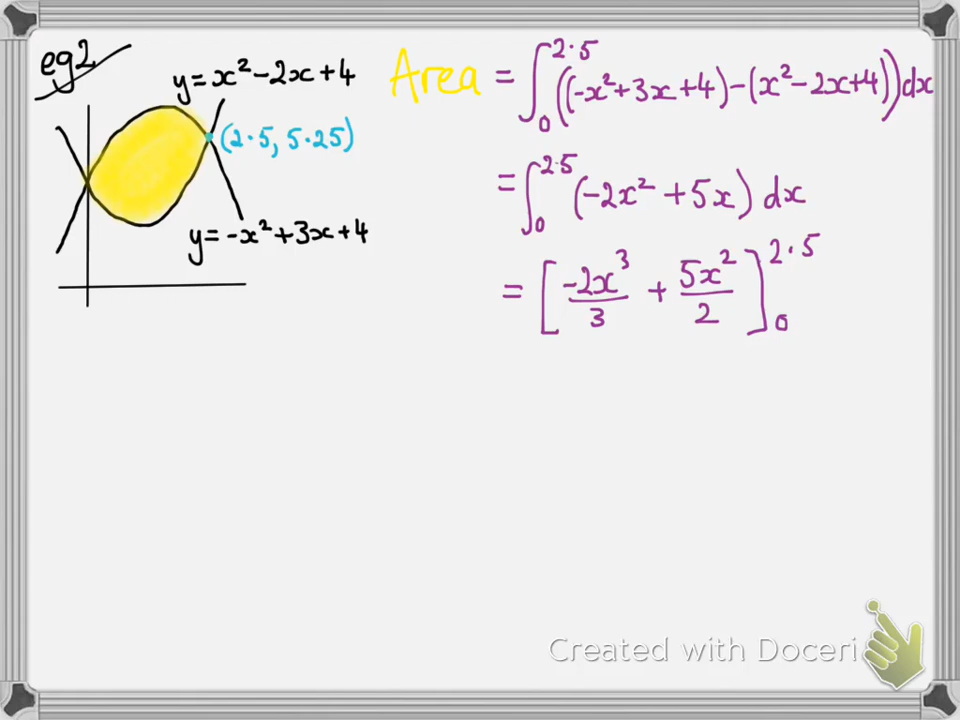 eg2
y = x² - 2x + 4
(2·5, 5·25)
y = -x² + 3x + 4
Area = ∫₀^2·5 ((-x² + 3x + 4) - (x² - 2x + 4)) dx
= ∫₀^2·5 (-2x² + 5x) dx
= [-2x³/3 + 5x²/2]₀^2·5
Created with Doceri